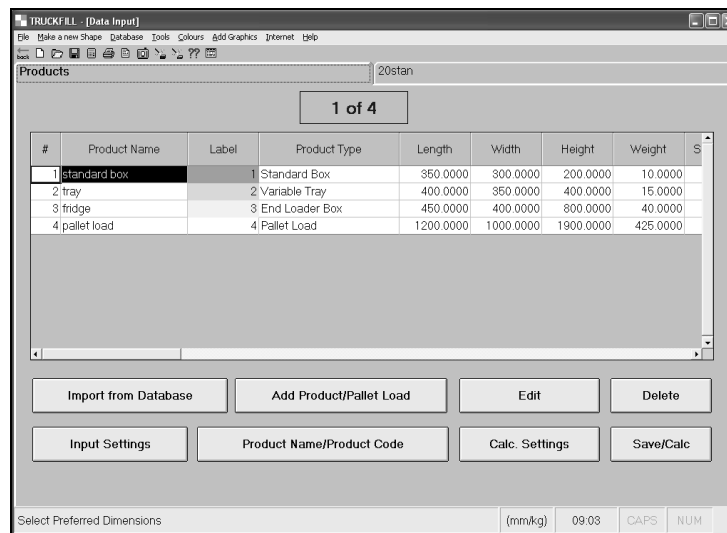 TRUCKFILL - [Data Input]
File Make a new Shape Database Tools Colours Add Graphics Internet Help
back ??
Products 20stan
1 of 4
# Product Name Label Product Type Length Width Height Weight S
1 standard box 1 Standard Box 350.0000 300.0000 200.0000 10.0000
2 tray 2 Variable Tray 400.0000 350.0000 400.0000 15.0000
3 fridge 3 End Loader Box 450.0000 400.0000 800.0000 40.0000
4 pallet load 4 Pallet Load 1200.0000 1000.0000 1900.0000 425.0000
Import from Database Add Product/Pallet Load Edit Delete
Input Settings Product Name/Product Code Calc. Settings Save/Calc
Select Preferred Dimensions (mm/kg) 09:03 CAPS NUM